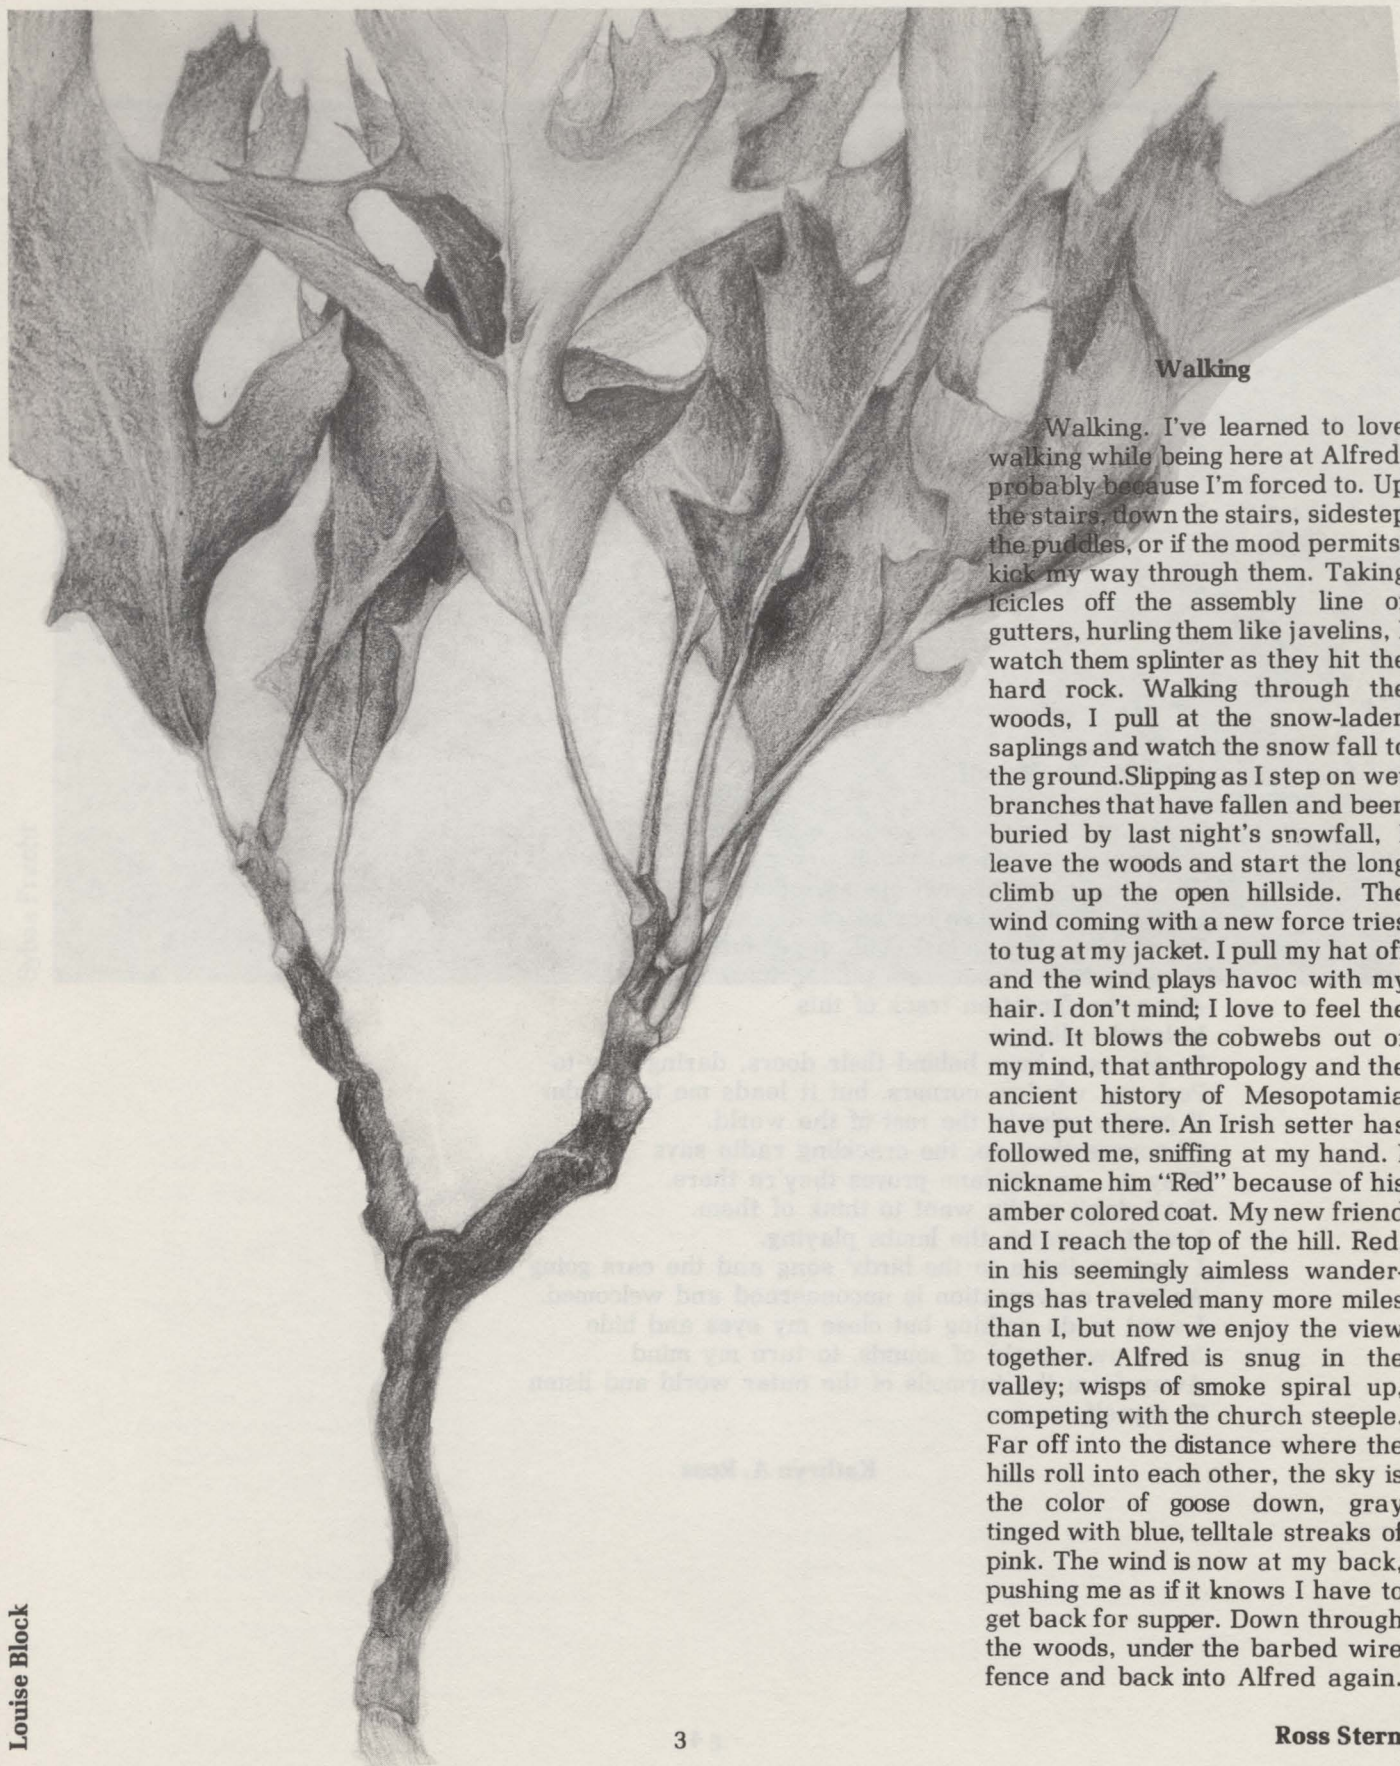 Walking
Walking. I've learned to love
walking while being here at Alfred
probably because I'm forced to. Up
the stairs, down the stairs, sidestep
the puddles, or if the mood permits
kick my way through them. Taking
icicles off the assembly line of
gutters, hurling them like javelins,
watch them splinter as they hit the
hard rock. Walking through the
woods, I pull at the snow-laden
saplings and watch the snow fall to
the ground.Slipping as I step on wet
branches that have fallen and been
buried by last night's snowfall,
leave the woods and start the long
climb up the open hillside. The
wind coming with a new force tries
to tug at my jacket. I pull my hat off
and the wind plays havoc with my
hair. I don't mind; I love to feel the
wind. It blows the cobwebs out of
my mind, that anthropology and the
ancient history of Mesopotamia
have put there. An Irish setter has
followed me, sniffing at my hand. I
nickname him "Red" because of his
amber colored coat. My new friend
and I reach the top of the hill. Red
in his seemingly aimless wander-
ings has traveled many more miles
than I, but now we enjoy the view
together. Alfred is snug in the
valley; wisps of smoke spiral up,
competing with the church steeple.
Far off into the distance where the
hills roll into each other, the sky is
the color of goose down, gray
tinged with blue, telltale streaks of
pink. The wind is now at my back,
pushing me as if it knows I have to
get back for supper. Down through
the woods, under the barbed wire
fence and back into Alfred again.
Ross Stern
Louise Block
3